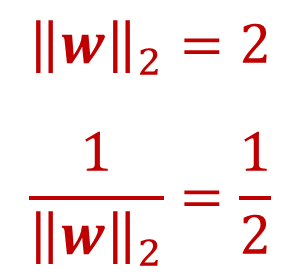 ‖w‖₂ = 2
1/‖w‖₂ = 1/2